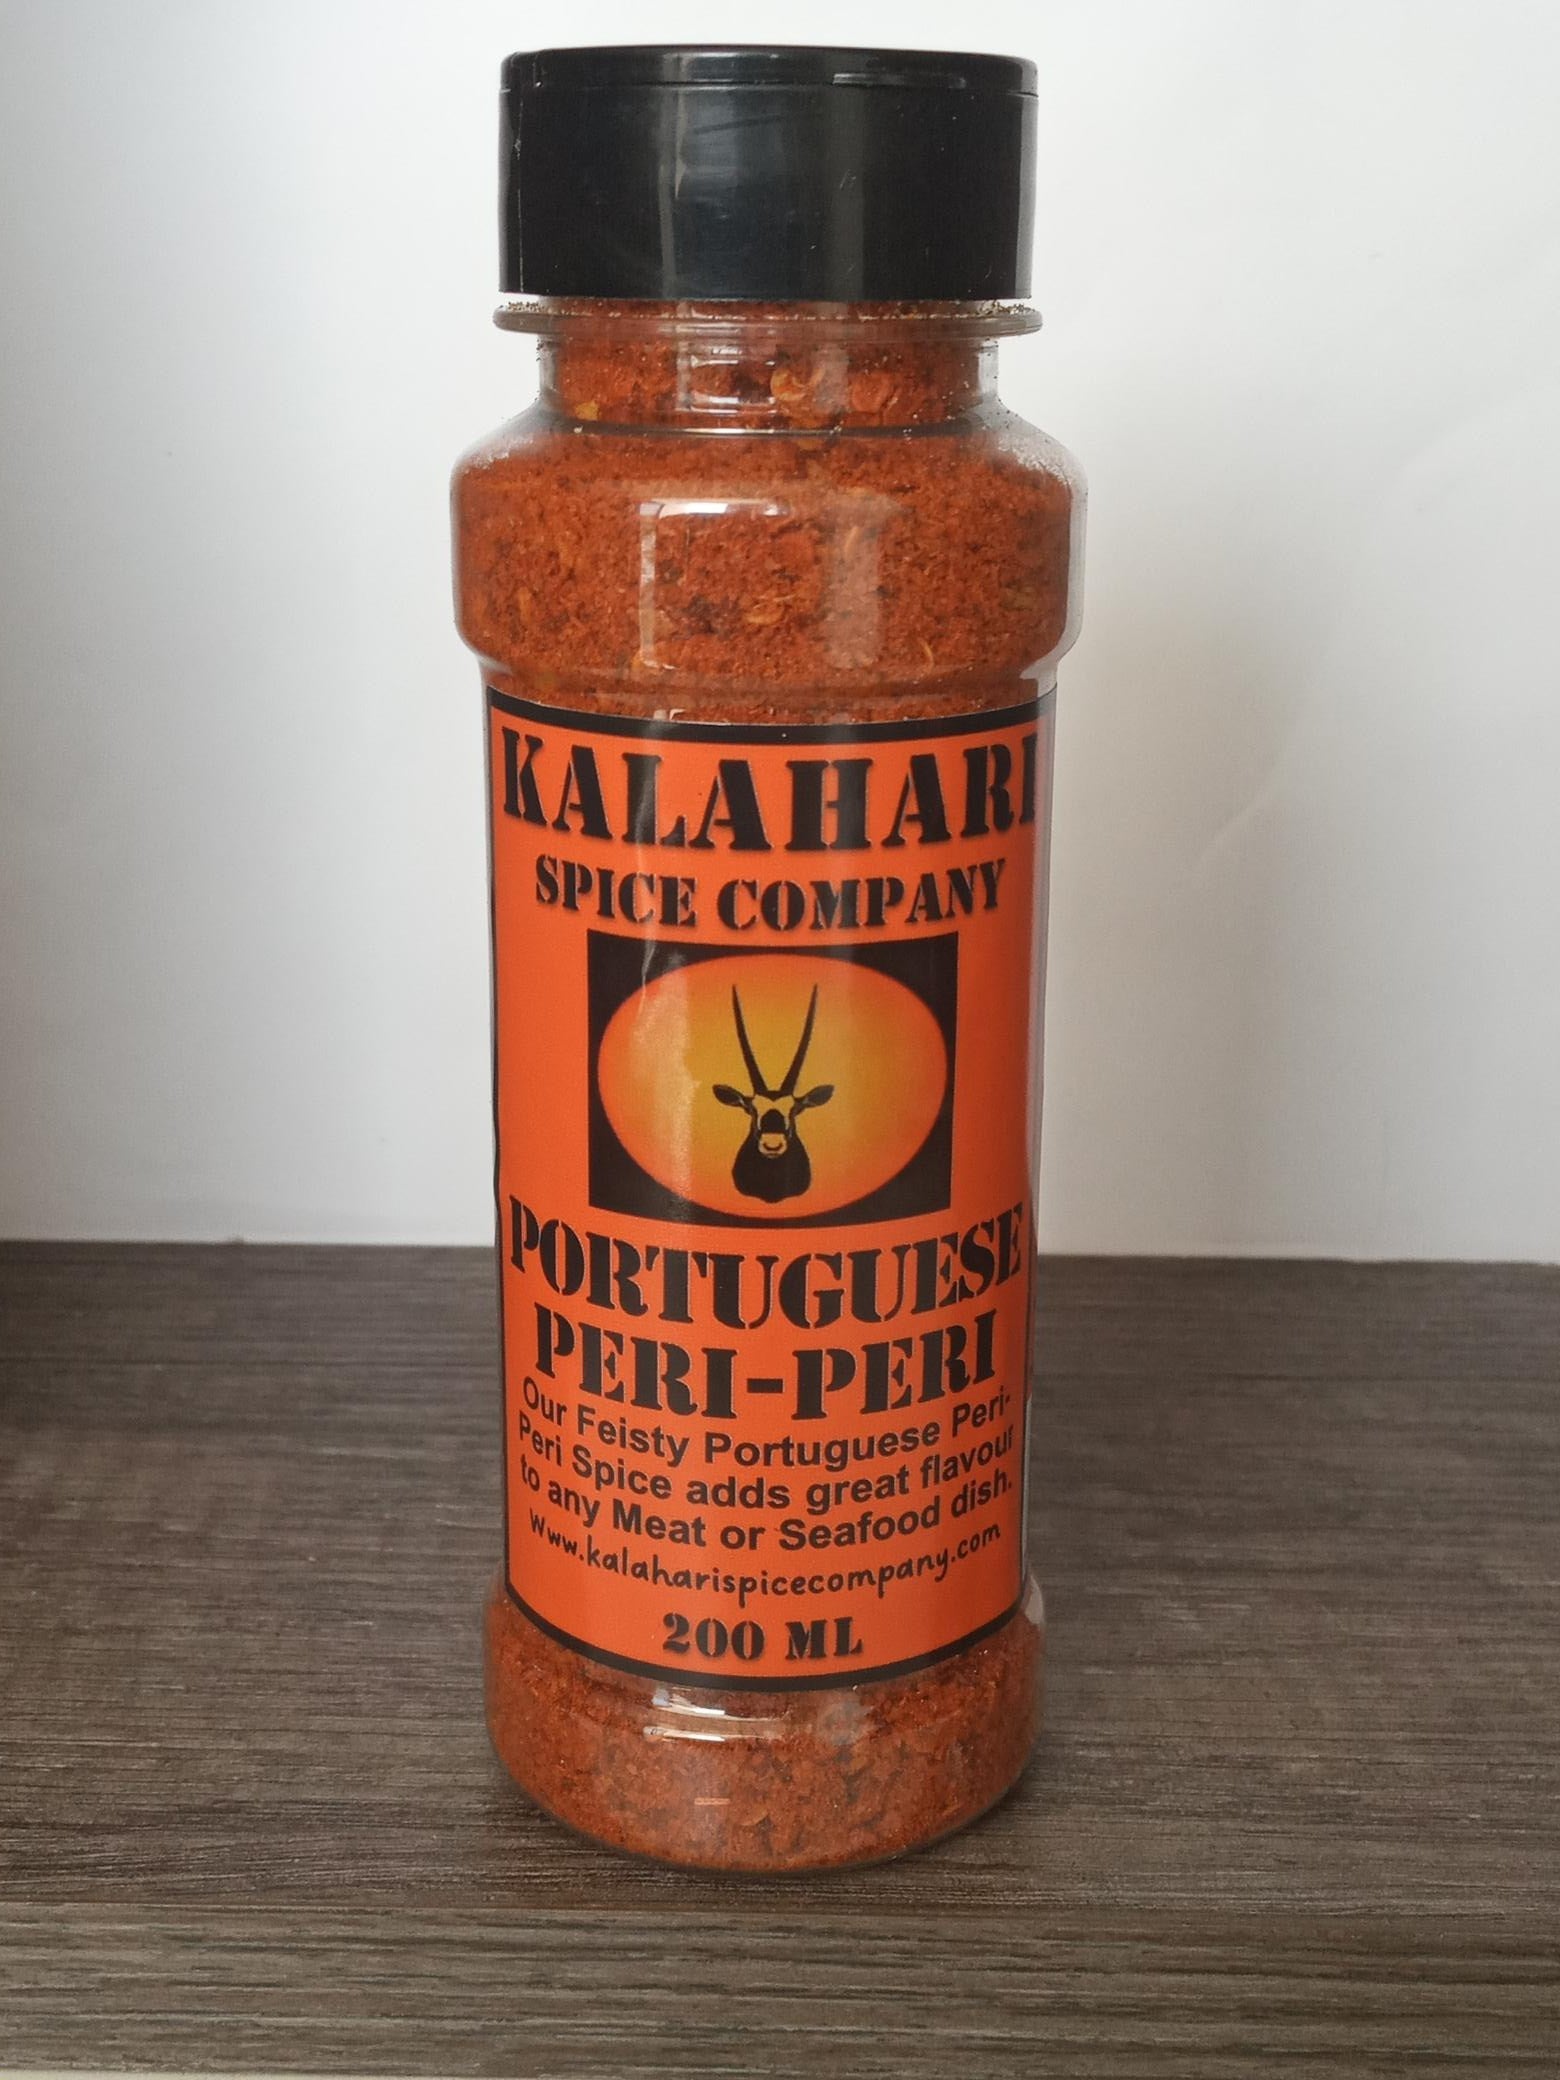 KALAHARI
SPICE COMPANY
PORTUGUESE
PERI-PERI
Our Feisty Portuguese Peri-
Peri Spice adds great flavour
to any Meat or Seafood dish.
www.kalaharispicecompany.com
200 ML